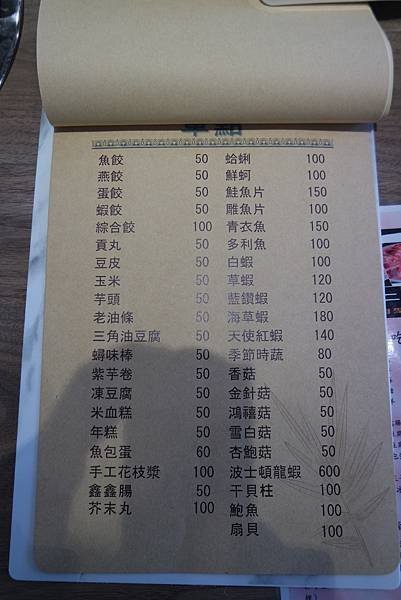 單點
魚餃 50 蛤蜊 100
燕餃 50 鮮蚵 100
蛋餃 50 鮭魚片 150
蝦餃 50 雕魚片 100
綜合餃 100 青衣魚 150
貢丸 50 多利魚 100
豆皮 50 白蝦 100
玉米 50 草蝦 120
芋頭 50 藍鑽蝦 120
老油條 50 海草蝦 180
三角油豆腐 50 天使紅蝦 140
蟳味棒 50 季節時蔬 80
紫芋卷 50 香菇 50
凍豆腐 50 金針菇 50
米血糕 50 鴻禧菇 50
年糕 50 雪白菇 50
魚包蛋 60 杏鮑菇 50
手工花枝漿 100 波士頓龍蝦 600
鑫鑫腸 50 干貝柱 100
芥末丸 100 鮑魚 100
扇貝 100